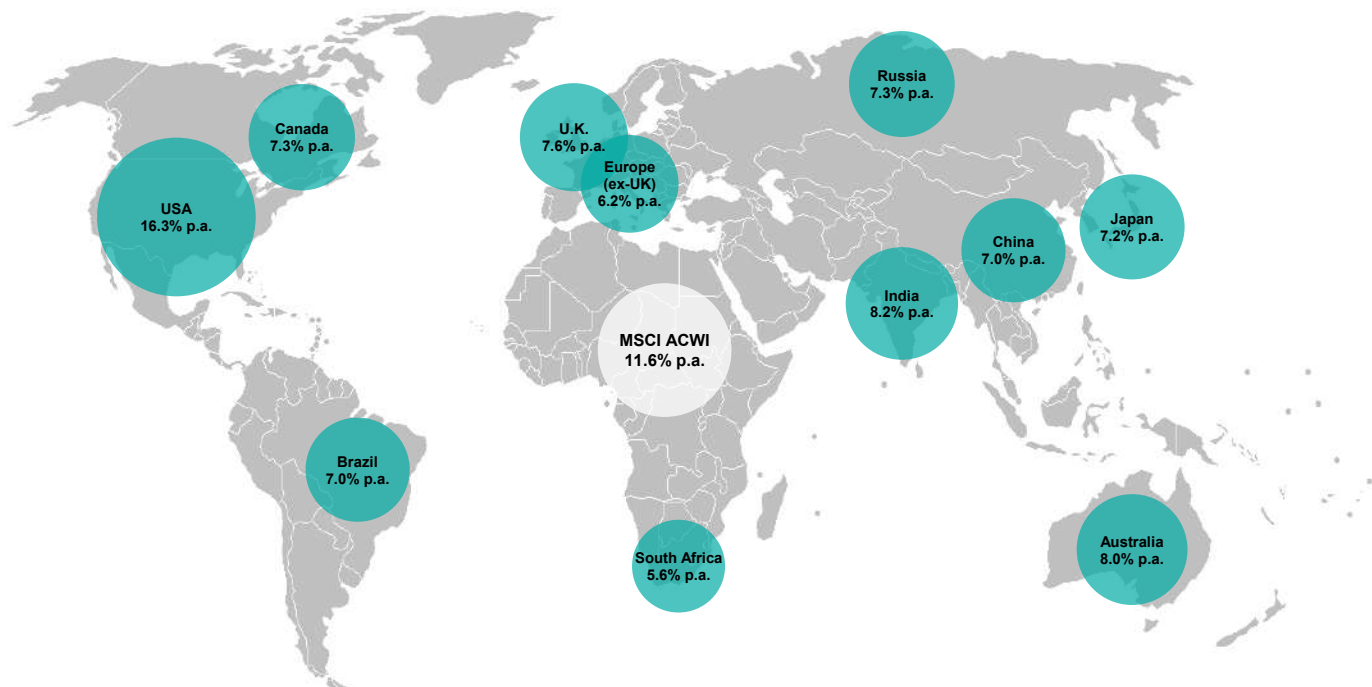 Russia
7.3% p.a.
Canada
7.3% p.a.
U.K.
7.6% p.a.
Europe
(ex-UK)
6.2% p.a.
USA
16.3% p.a.
Japan
7.2% p.a.
China
7.0% p.a.
India
8.2% p.a.
MSCI ACWI
11.6% p.a.
Brazil
7.0% p.a.
South Africa
5.6% p.a.
Australia
8.0% p.a.